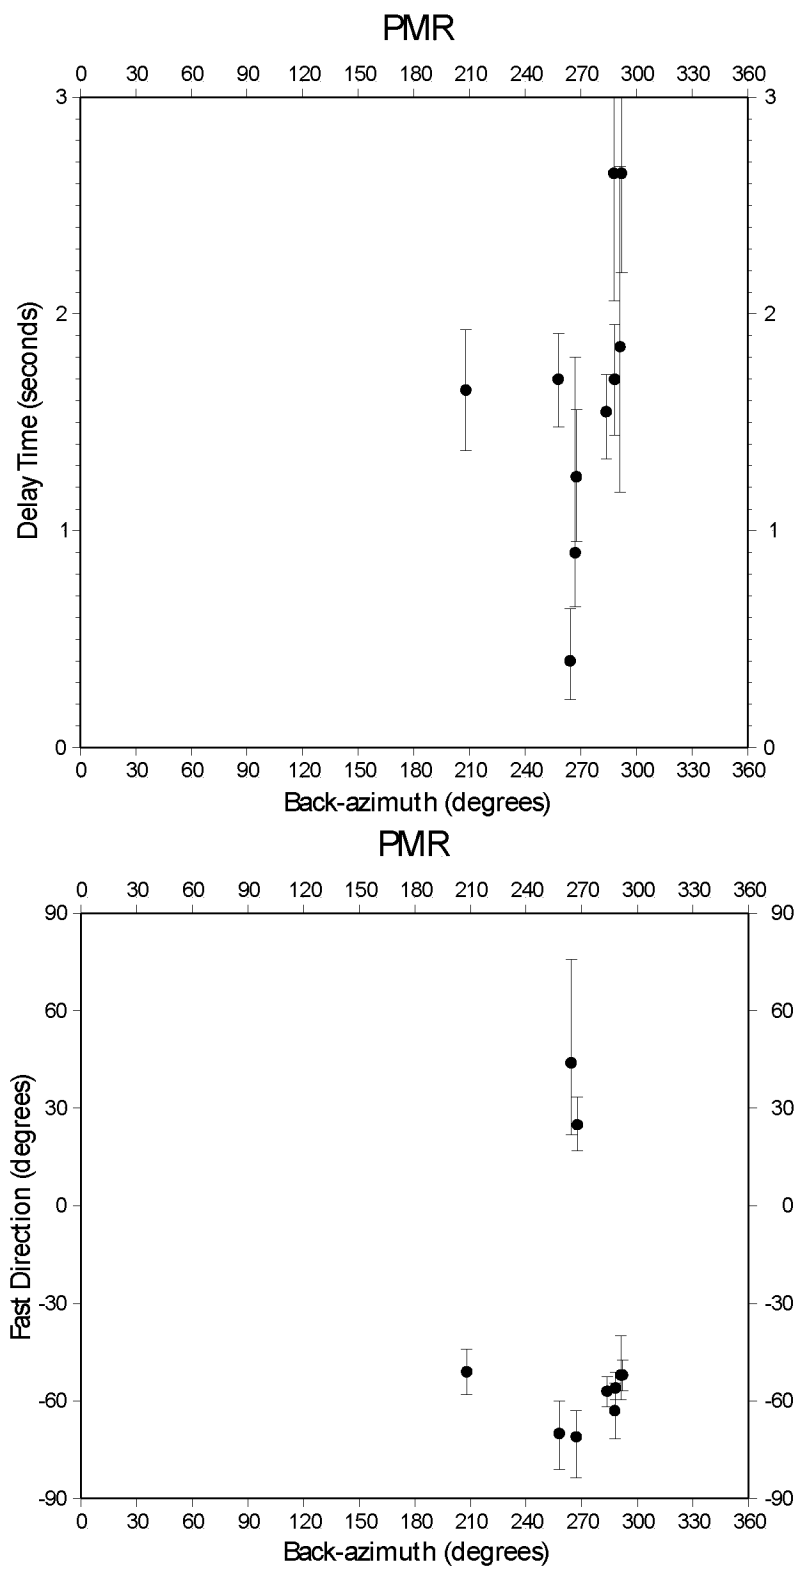 PMR
0 30 60 90 120 150 180 210 240 270 300 330 360
3 3
2 2
1 1
0 0
Delay Time (seconds)
0 30 60 90 120 150 180 210 240 270 300 330 360
Back-azimuth (degrees)
PMR
0 30 60 90 120 150 180 210 240 270 300 330 360
90 90
60 60
30 30
0 0
-30 -30
-60 -60
-90 -90
Fast Direction (degrees)
0 30 60 90 120 150 180 210 240 270 300 330 360
Back-azimuth (degrees)